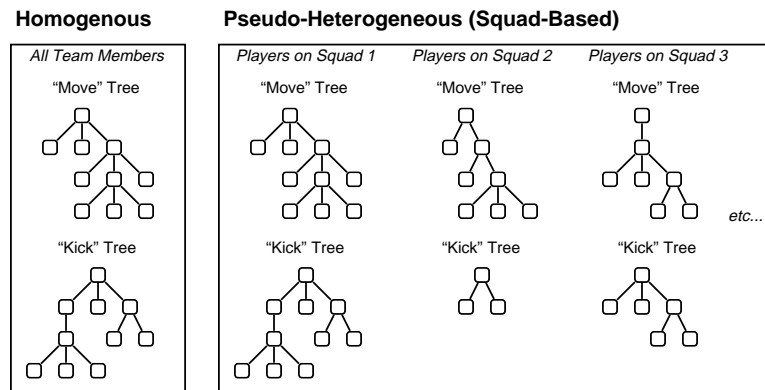 Homogenous
Pseudo-Heterogeneous (Squad-Based)
All Team Members
Players on Squad 1
Players on Squad 2
Players on Squad 3
“Move” Tree
“Move” Tree
“Move” Tree
“Move” Tree
etc...
“Kick” Tree
“Kick” Tree
“Kick” Tree
“Kick” Tree